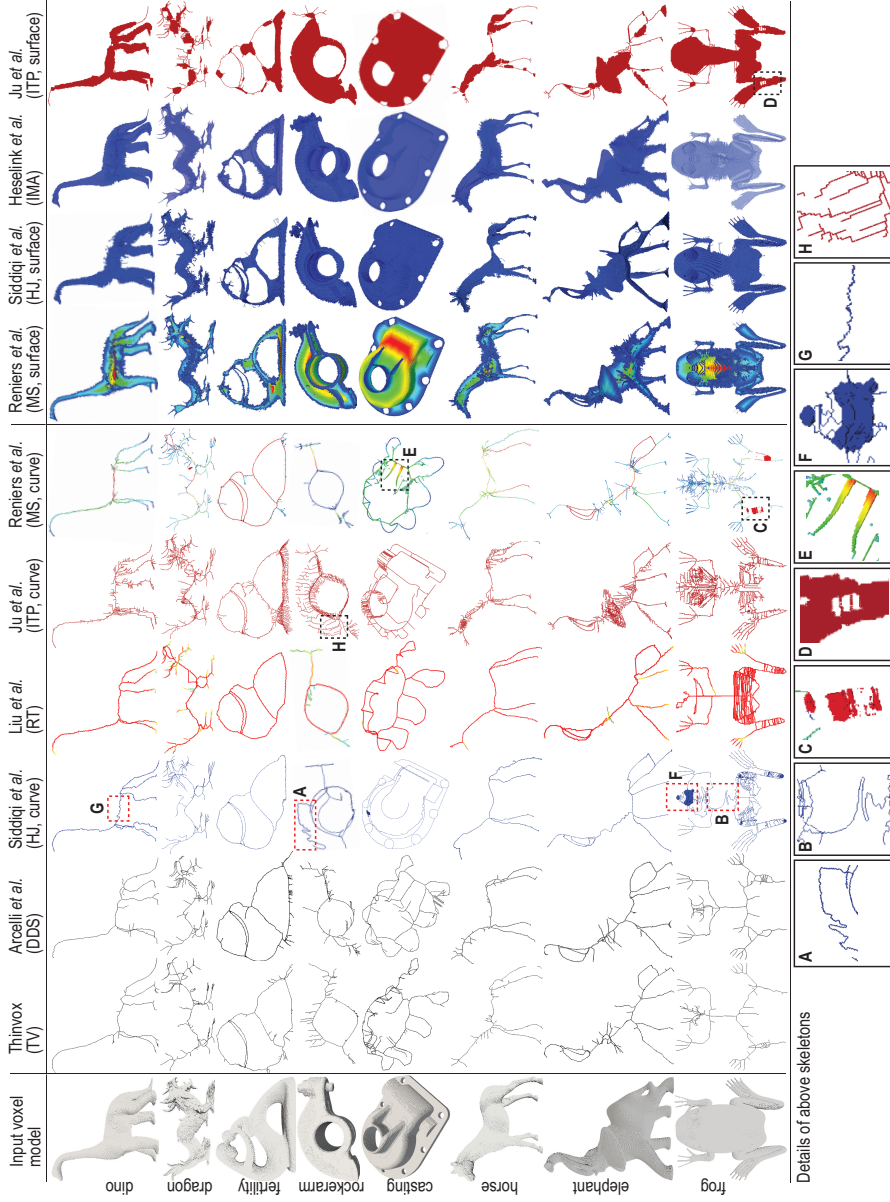 Input voxel
model
Thinvox
(TV)
Arcelli et al.
(DDS)
Siddiqi et al.
(HJ, curve)
Liu et al.
(RT)
Ju et al.
(ITP, curve)
Reniers et al.
(MS, curve)
Reniers et al.
(MS, surface)
Siddiqi et al.
(HJ, surface)
Heselink et al.
(IMA)
Ju et al.
(ITP, surface)
dino
G
dragon
fertility
rockerarm
A
H
casting
E
horse
elephant
frog
F
B
C
D
Details of above skeletons
A
B
C
D
E
F
G
H